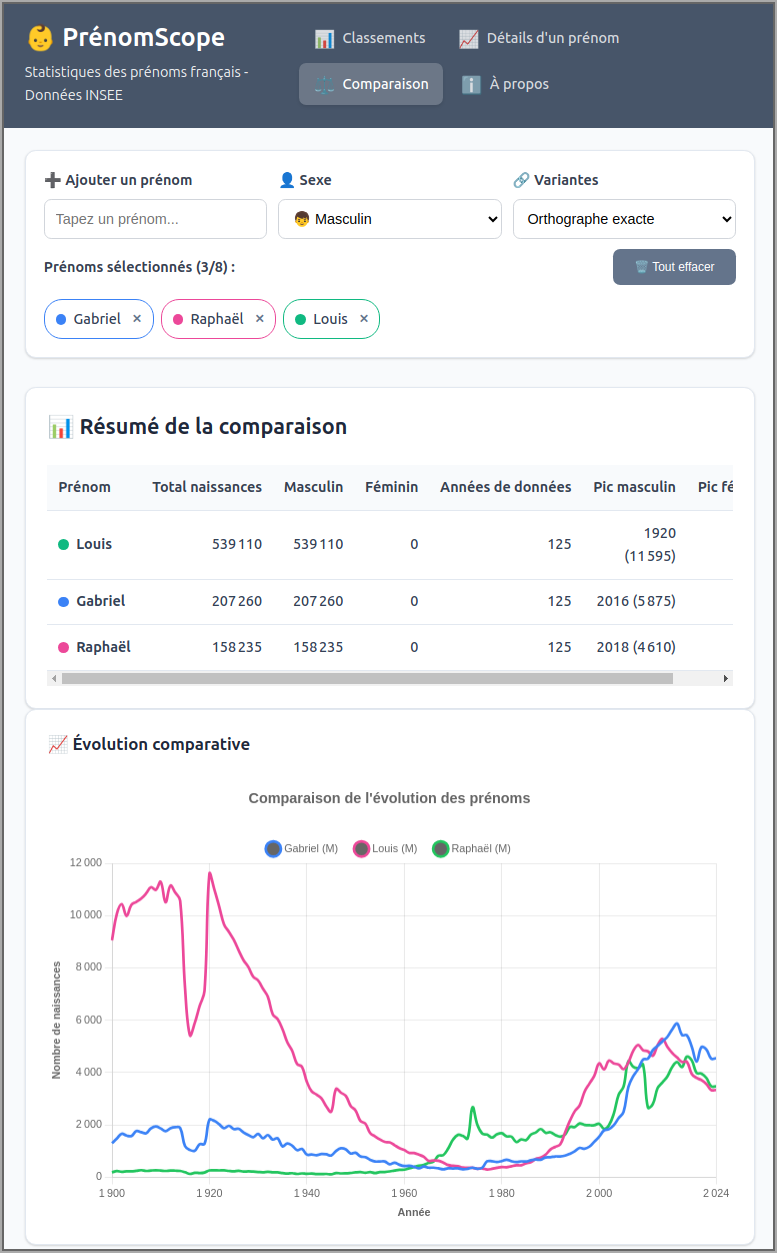 👶 PrénomScope
Statistiques des prénoms français -
Données INSEE
📊 Classements
📈 Détails d'un prénom
⚖️ Comparaison
ℹ️ À propos
➕ Ajouter un prénom
👤 Sexe
🔗 Variantes
Tapez un prénom...
👦 Masculin
Orthographe exacte
Prénoms sélectionnés (3/8) :
🗑️ Tout effacer
Gabriel ×
Raphaël ×
Louis ×
📊 Résumé de la comparaison
Prénom Total naissances Masculin Féminin Années de données Pic masculin Pic fé
Louis 539 110 539 110 0 125 1920
(11 595)
Gabriel 207 260 207 260 0 125 2016 (5 875)
Raphaël 158 235 158 235 0 125 2018 (4 610)
📈 Évolution comparative
Comparaison de l'évolution des prénoms
Gabriel (M) Louis (M) Raphaël (M)
12 000
10 000
8 000
6 000
4 000
2 000
0
Nombre de naissances
1 900 1 920 1 940 1 960 1 980 2 000 2 024
Année